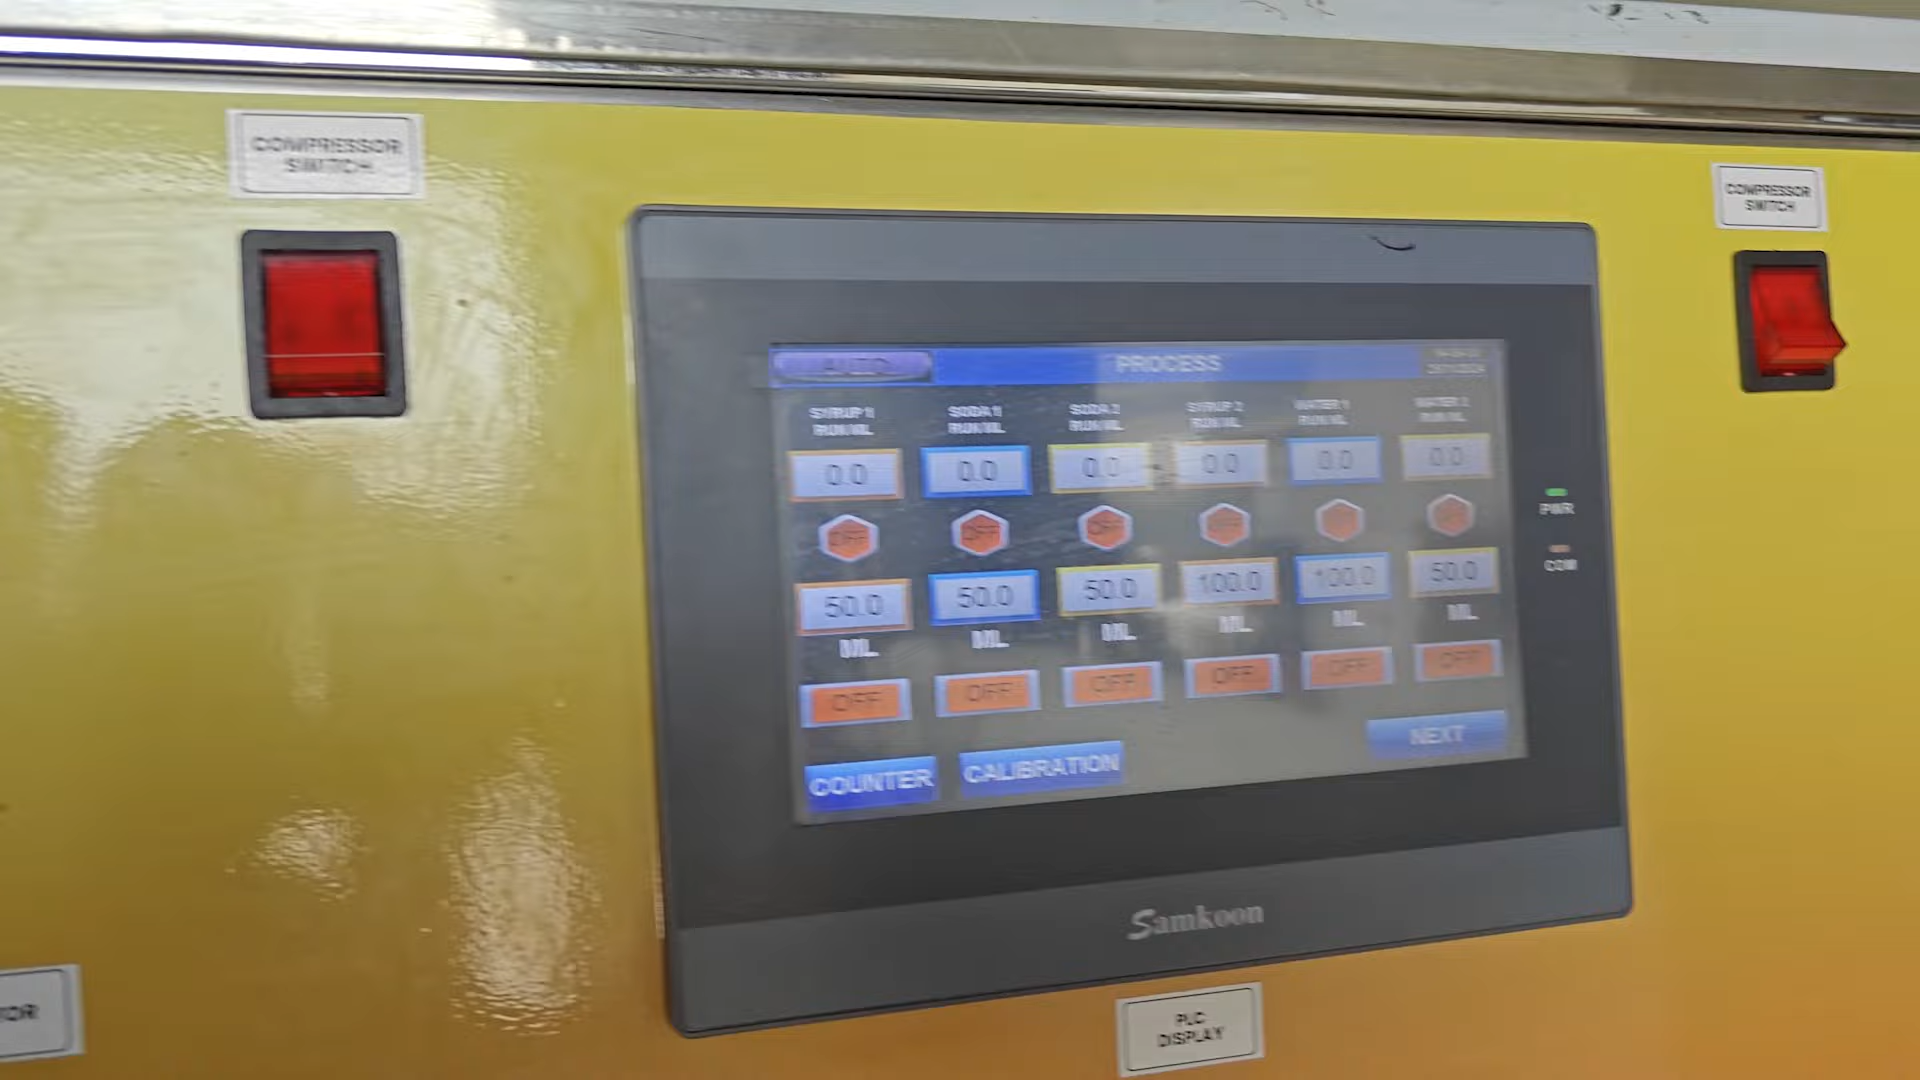 COMPRESSOR
SWITCH
COMPRESSOR
SWITCH
AUTO
PROCESS
SYRUP 1
RUN ML
SODA 1
RUN ML
SODA 2
RUN ML
SYRUP 2
RUN ML
WATER 1
RUN ML
WATER 2
RUN ML
0.0 0.0 0.0 0.0 0.0 0.0
OFF OFF OFF OFF OFF OFF
50.0 50.0 50.0 100.0 100.0 50.0
ML ML ML ML ML ML
OFF OFF OFF OFF OFF OFF
COUNTER CALIBRATION NEXT
PWR
COM
Samkoon
TOR
PLC
DISPLAY